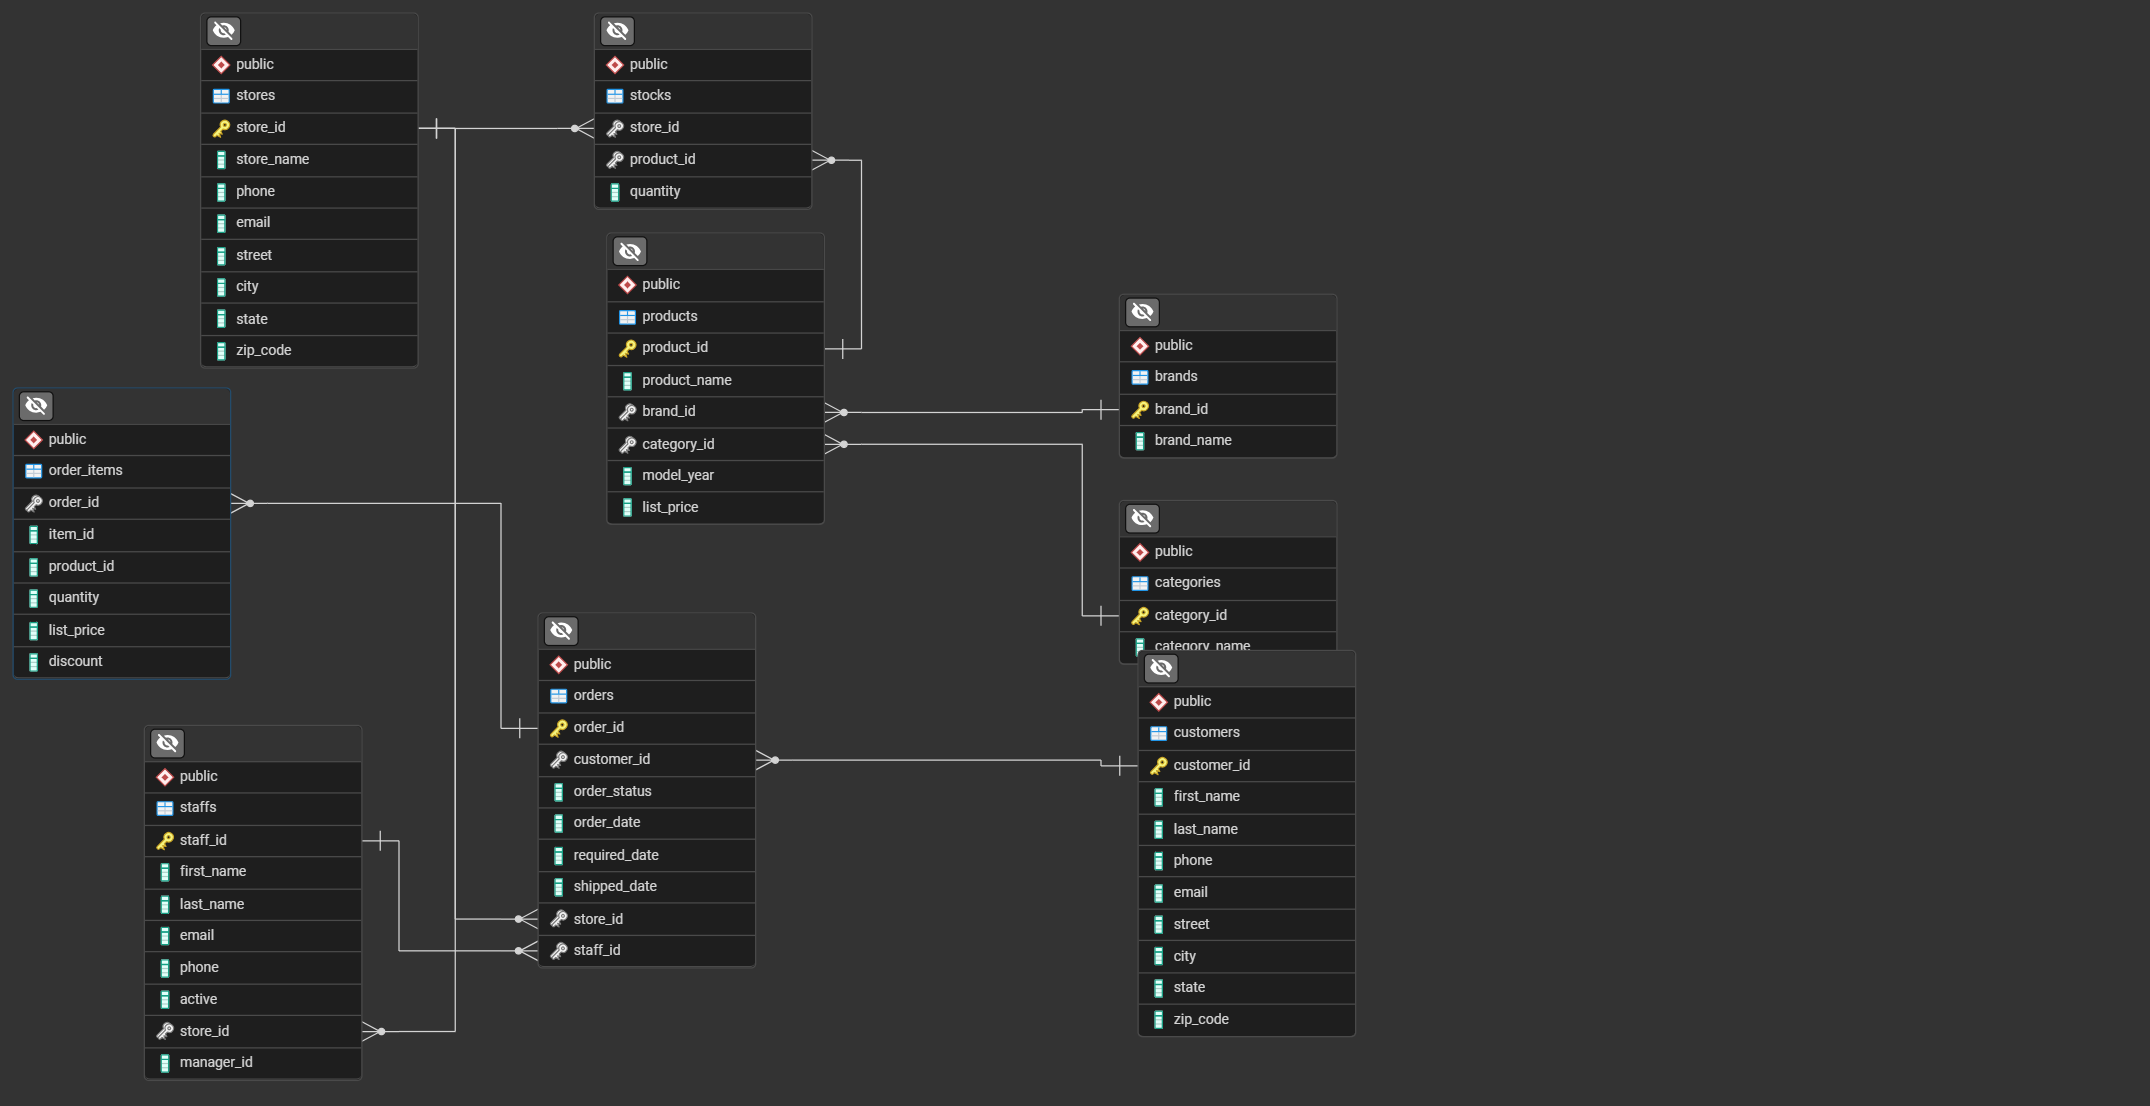 public
stores
store_id
store_name
phone
email
street
city
state
zip_code
public
stocks
store_id
product_id
quantity
public
products
product_id
product_name
brand_id
category_id
model_year
list_price
public
brands
brand_id
brand_name
public
order_items
order_id
item_id
product_id
quantity
list_price
discount
public
categories
category_id
category_name
public
orders
order_id
customer_id
order_status
order_date
required_date
shipped_date
store_id
staff_id
public
customers
customer_id
first_name
last_name
phone
email
street
city
state
zip_code
public
staffs
staff_id
first_name
last_name
email
phone
active
store_id
manager_id